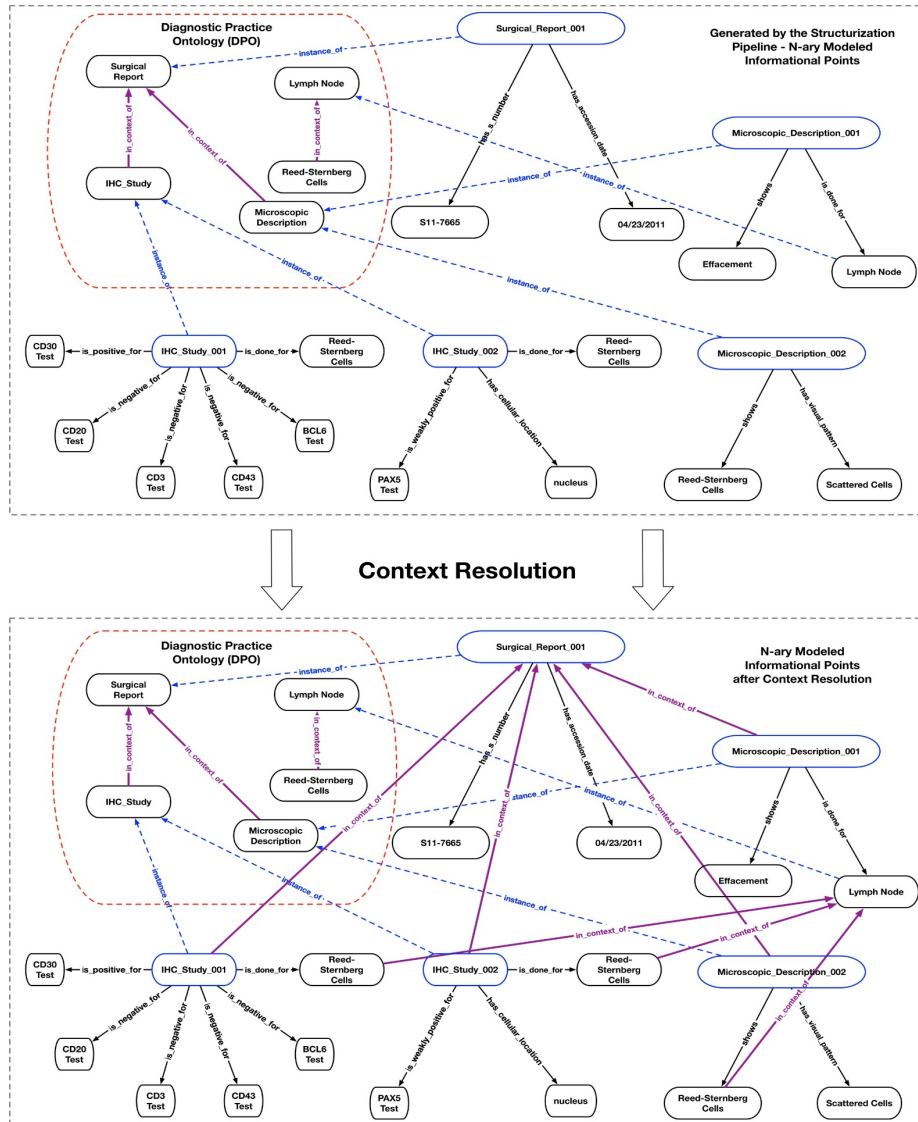 Diagnostic Practice
Ontology (DPO)
Surgical_Report_001
Generated by the Structurization
Pipeline - N-ary Modeled
Informational Points
instance_of
Surgical
Report
Lymph Node
has_s_number
has_accession_date
in_context_of
in_context_of
in_context_of
Microscopic_Description_001
IHC_Study
Reed-Sternberg
Cells
instance_of
instance_of
shows
is_done_for
Microscopic
Description
S11-7665
04/23/2011
Effacement
Lymph Node
instance_of
instance_of
instance_of
CD30
Test
is_positive_for
IHC_Study_001
is_done_for
Reed-
Sternberg
Cells
IHC_Study_002
is_done_for
Reed-
Sternberg
Cells
Microscopic_Description_002
is_negative_for
is_negative_for
is_negative_for
is_negative_for
is_weakly_positive_for
has_cellular_location
shows
has_visual_pattern
CD20
Test
BCL6
Test
CD3
Test
CD43
Test
PAX5
Test
nucleus
Reed-Sternberg
Cells
Scattered Cells
Context Resolution
Diagnostic Practice
Ontology (DPO)
Surgical_Report_001
N-ary Modeled
Informational Points
after Context Resolution
instance_of
Surgical
Report
Lymph Node
has_s_number
has_accession_date
in_context_of
in_context_of
in_context_of
in_context_of
Microscopic_Description_001
IHC_Study
Reed-Sternberg
Cells
in_context_of
in_context_of
in_context_of
instance_of
instance_of
shows
is_done_for
Microscopic
Description
S11-7665
04/23/2011
Effacement
Lymph Node
instance_of
instance_of
instance_of
in_context_of
in_context_of
in_context_of
CD30
Test
is_positive_for
IHC_Study_001
is_done_for
Reed-
Sternberg
Cells
IHC_Study_002
is_done_for
Reed-
Sternberg
Cells
Microscopic_Description_002
is_negative_for
is_negative_for
is_negative_for
is_negative_for
is_weakly_positive_for
has_cellular_location
shows
has_visual_pattern
CD20
Test
BCL6
Test
CD3
Test
CD43
Test
PAX5
Test
nucleus
Reed-Sternberg
Cells
Scattered Cells